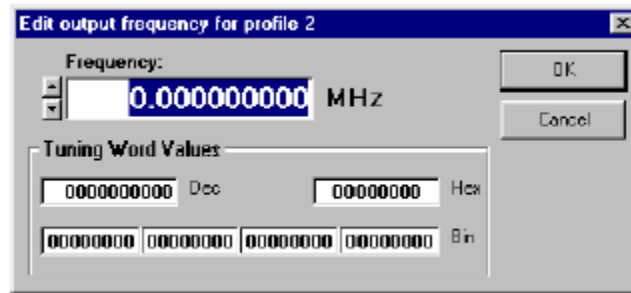 Edit output frequency for profile 2
Frequency:
0.000000000 MHz
OK
Cancel
Tuning Word Values
0000000000 Dec 00000000 Hex
00000000 00000000 00000000 00000000 Bin